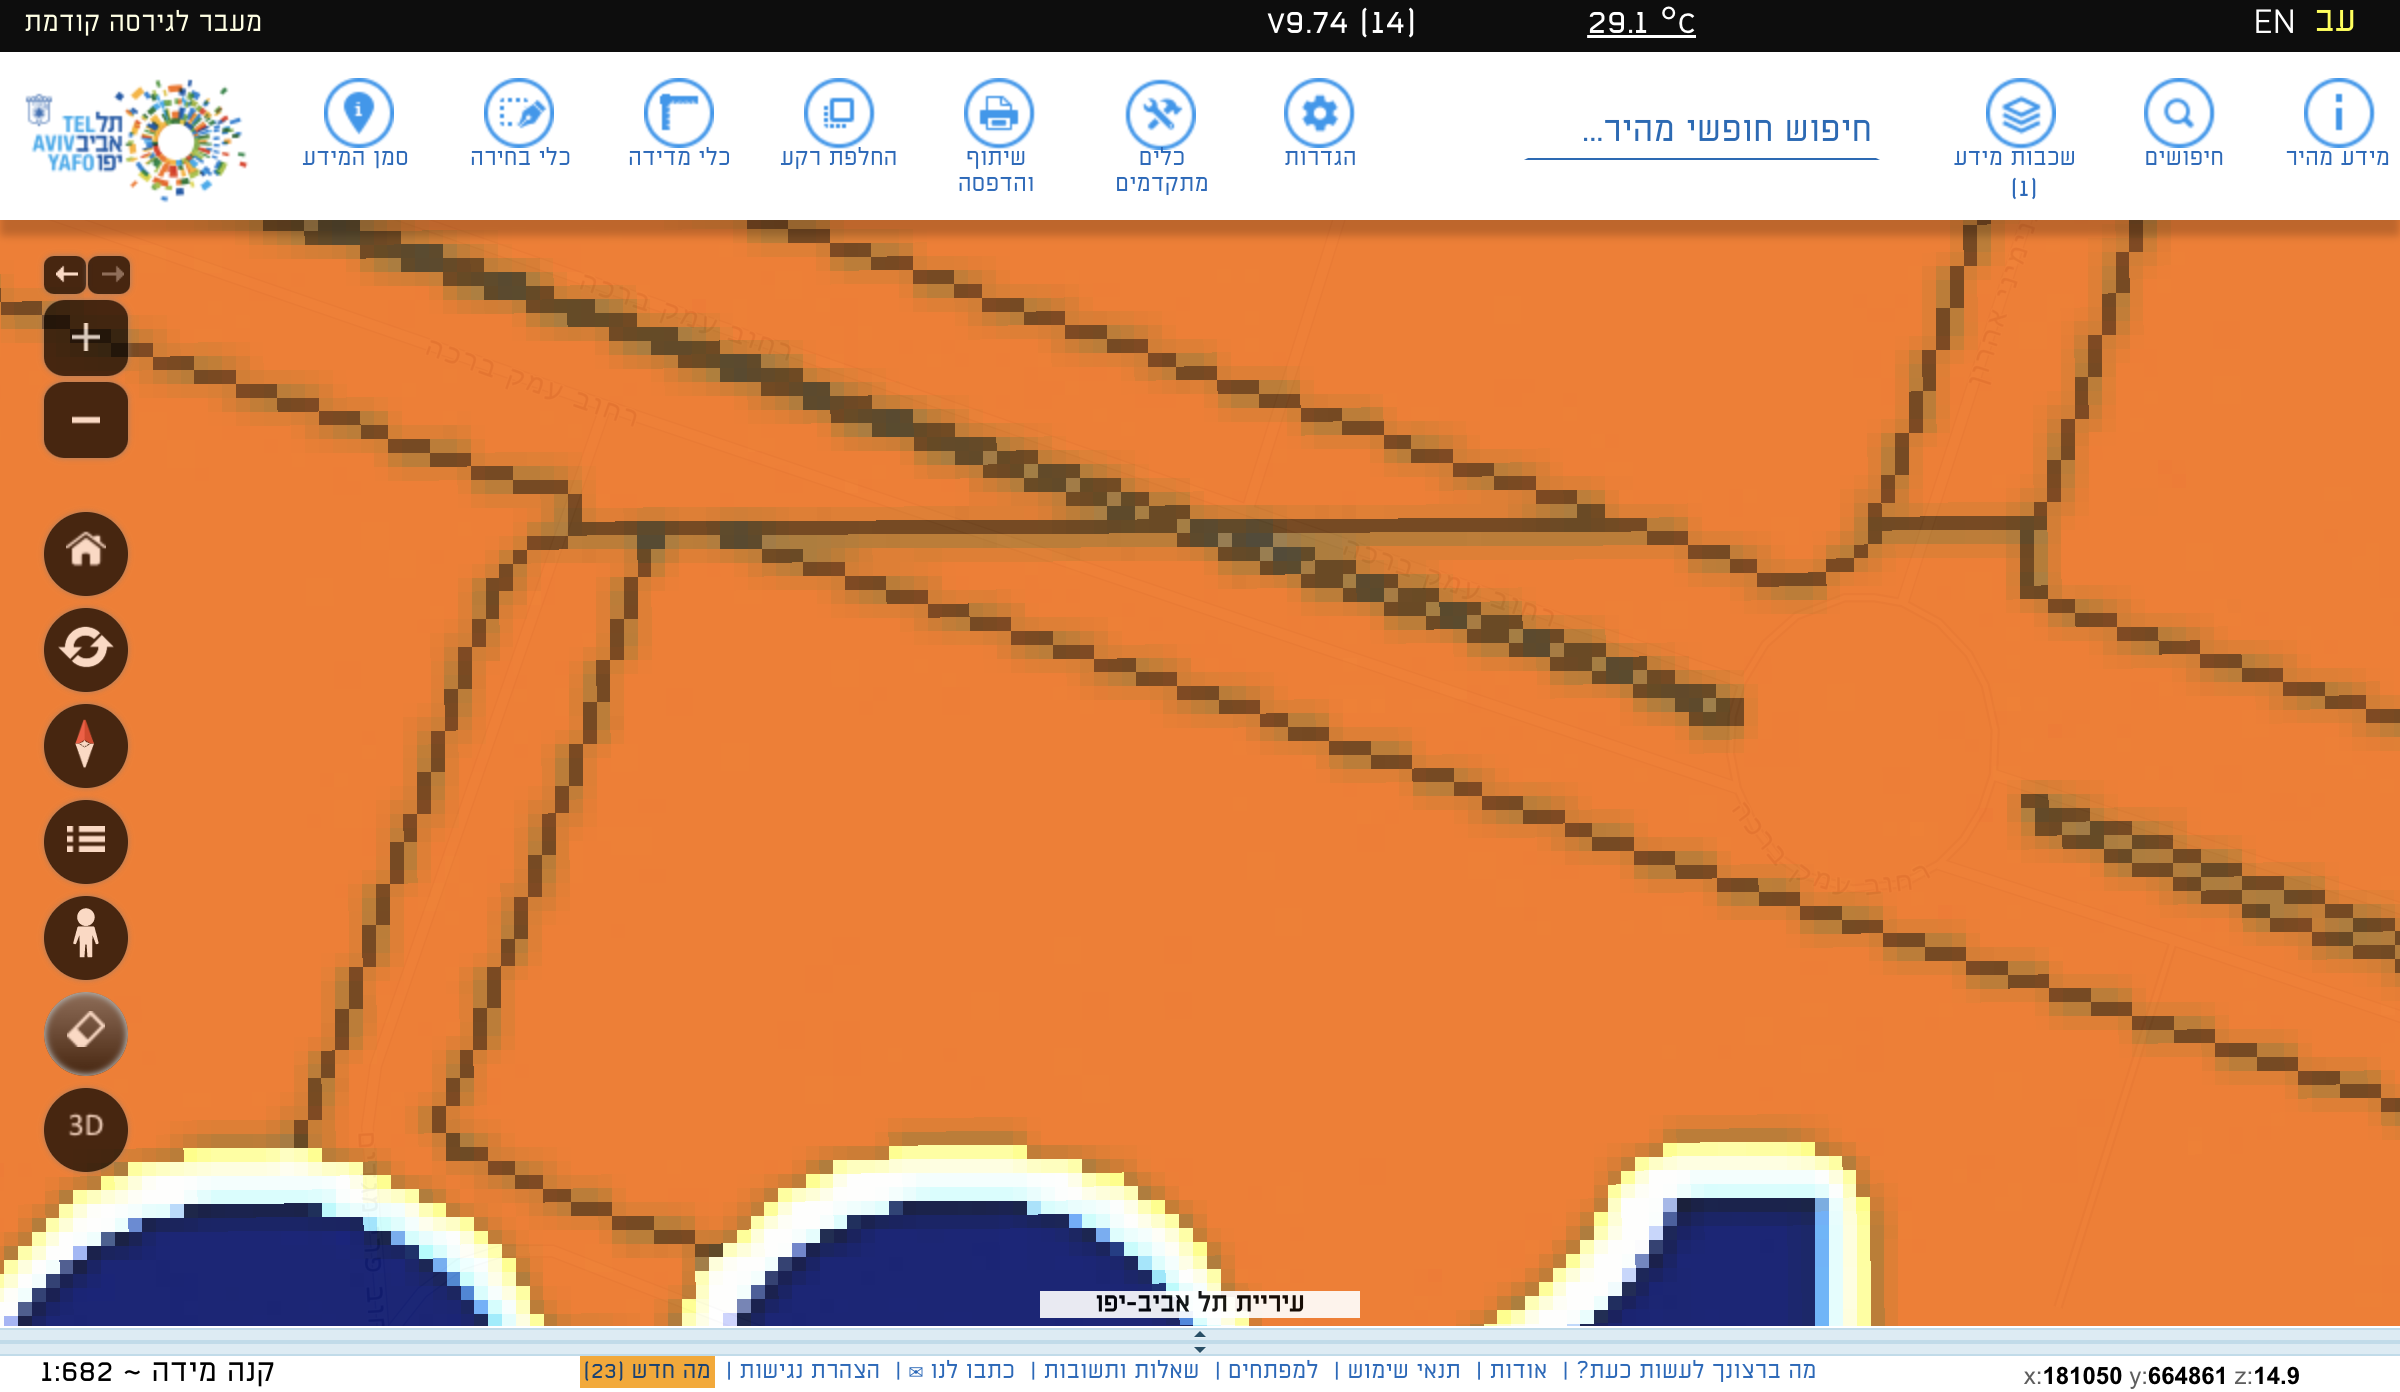 עב EN
29.1 °C
V9.74 (14)
מעבר לגירסה קודמת
מידע מהיר
חיפושים
שכבות מידע
(1)
חיפוש חופשי מהיר...
הגדרות
כלים
מתקדמים
שיתוף
והדפסה
החלפת רקע
כלי מדידה
כלי בחירה
סמן המידע
TEL תל
AVIV אביב
YAFO יפו
רחוב עמק ברכה
רחוב עמק ברכה
רחוב עמק ברכה
רחוב עמק ברכה
3D
עיריית תל אביב-יפו
x:181050 y:664861 z:14.9
מה ברצונך לעשות כעת? | אודות | תנאי שימוש | למפתחים | שאלות ותשובות | כתבו לנו ✉ | הצהרת נגישות | מה חדש (23)
קנה מידה ~ 1:682